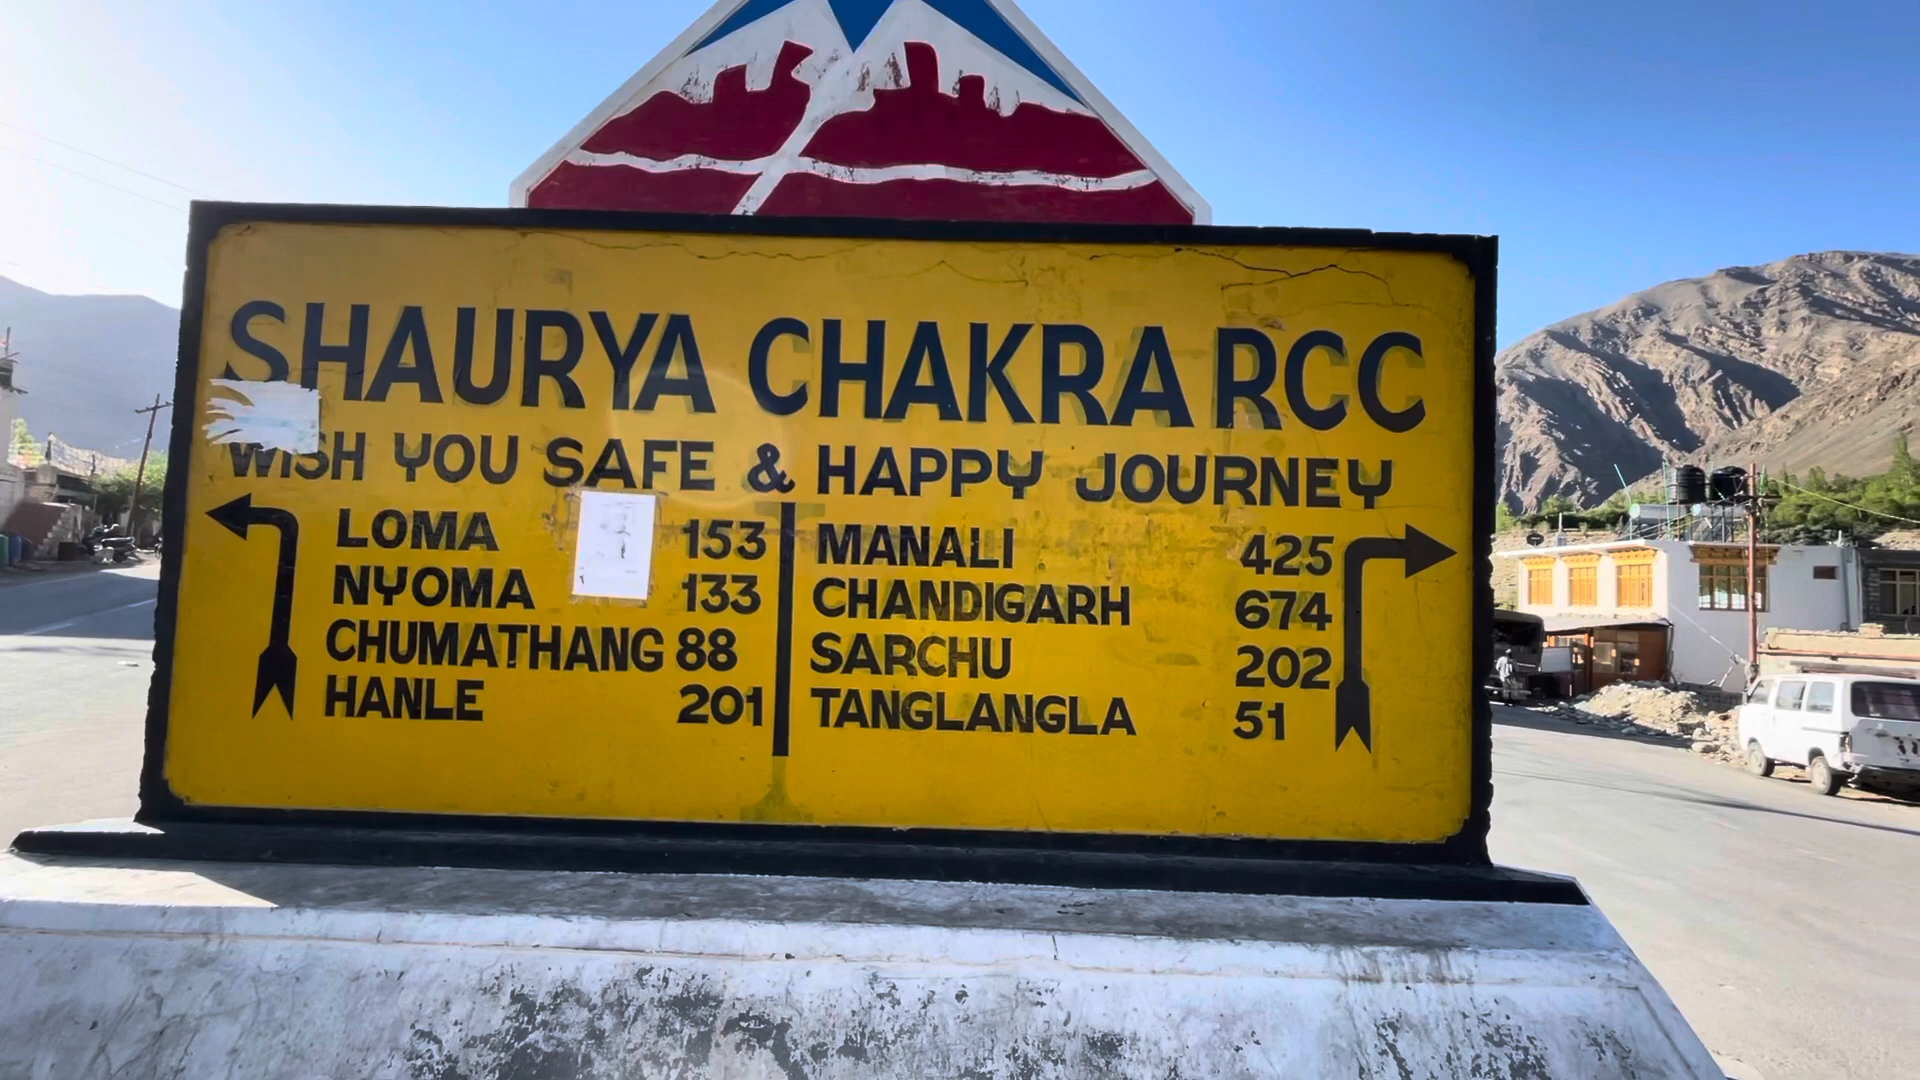 SHAURYA CHAKRA RCC
WISH YOU SAFE & HAPPY JOURNEY
LOMA 153
NYOMA 133
CHUMATHANG 88
HANLE 201
MANALI 425
CHANDIGARH 674
SARCHU 202
TANGLANGLA 51